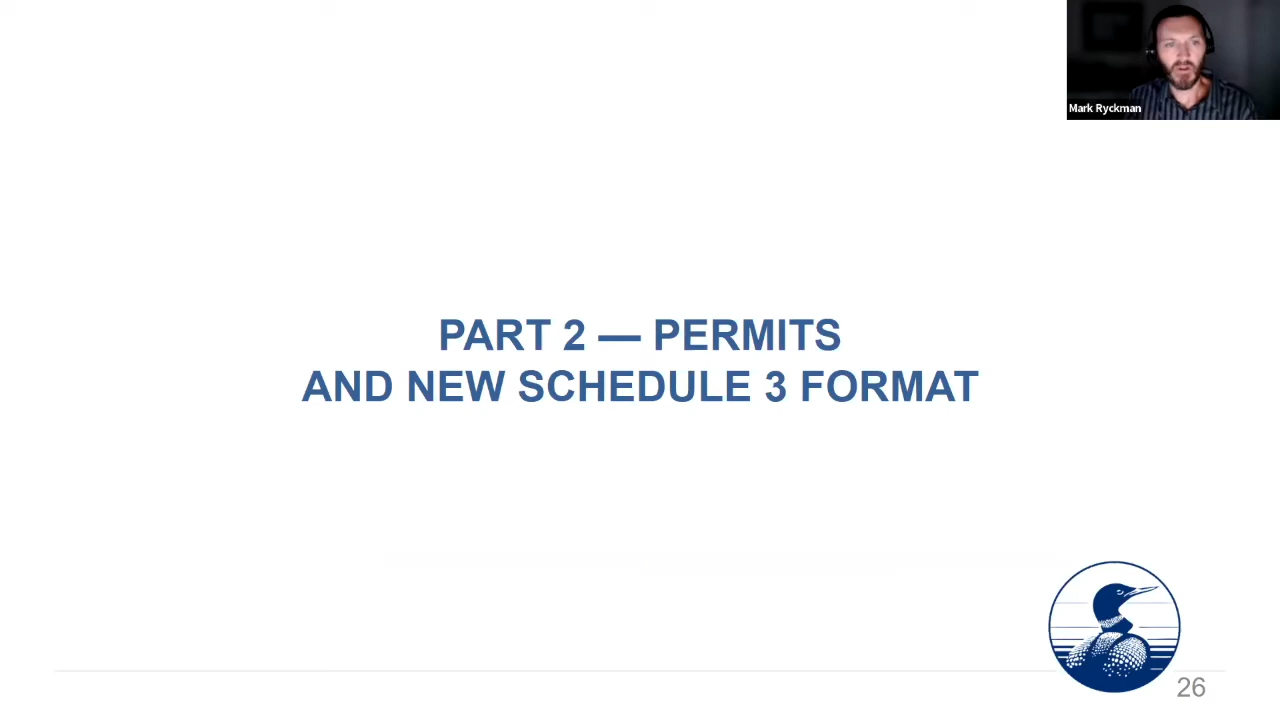 Mark Ryckman
PART 2 — PERMITS
AND NEW SCHEDULE 3 FORMAT
26